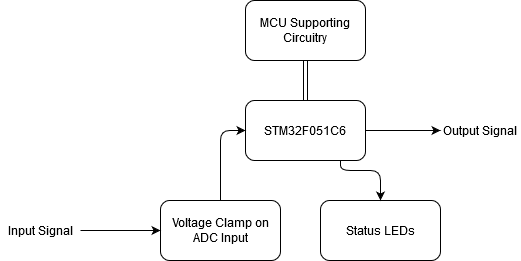 MCU Supporting
Circuitry
STM32F051C6
Output Signal
Input Signal
Voltage Clamp on
ADC Input
Status LEDs